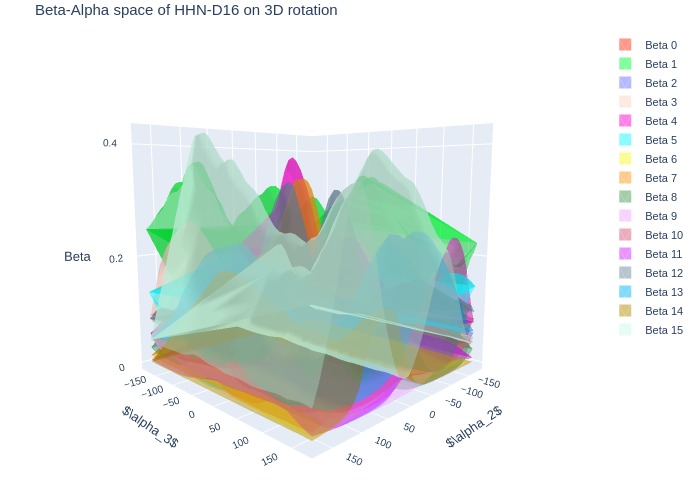 Beta-Alpha space of HHN-D16 on 3D rotation
Beta 0
Beta 1
Beta 2
Beta 3
Beta 4
Beta 5
Beta 6
Beta 7
Beta 8
Beta 9
Beta 10
Beta 11
Beta 12
Beta 13
Beta 14
Beta 15
0.4
0.2
0
Beta
−150
−100
−50
0
50
100
150
$\alpha_3$
−150
−100
−50
0
50
100
150
$\alpha_2$